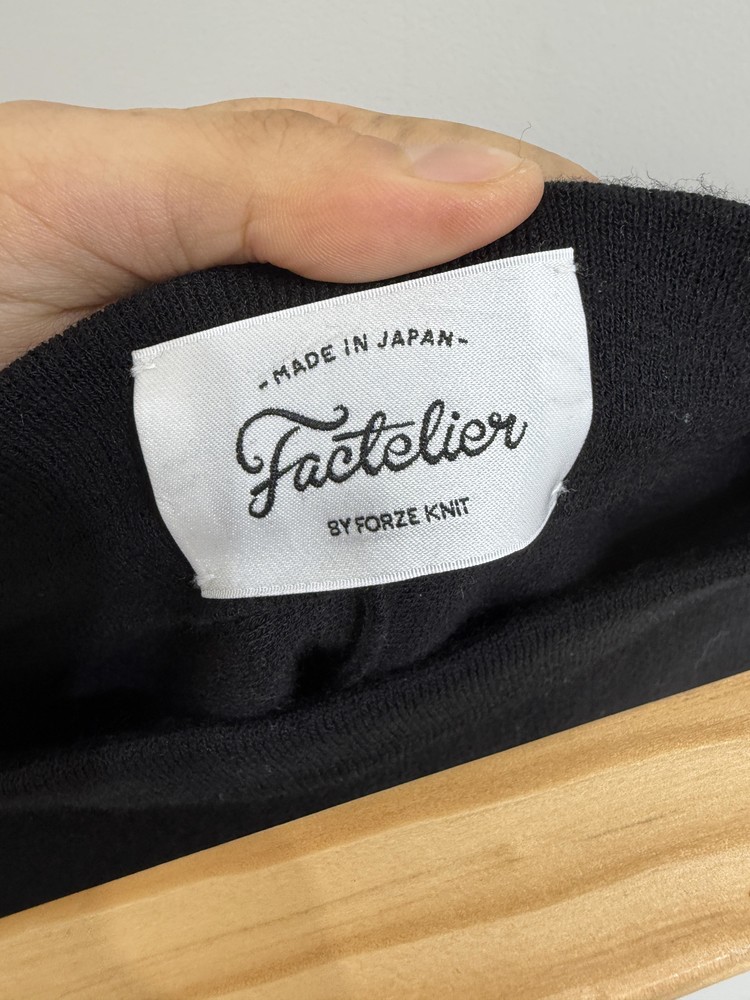 -MADE IN JAPAN-
Factelier
BY FORZE KNIT